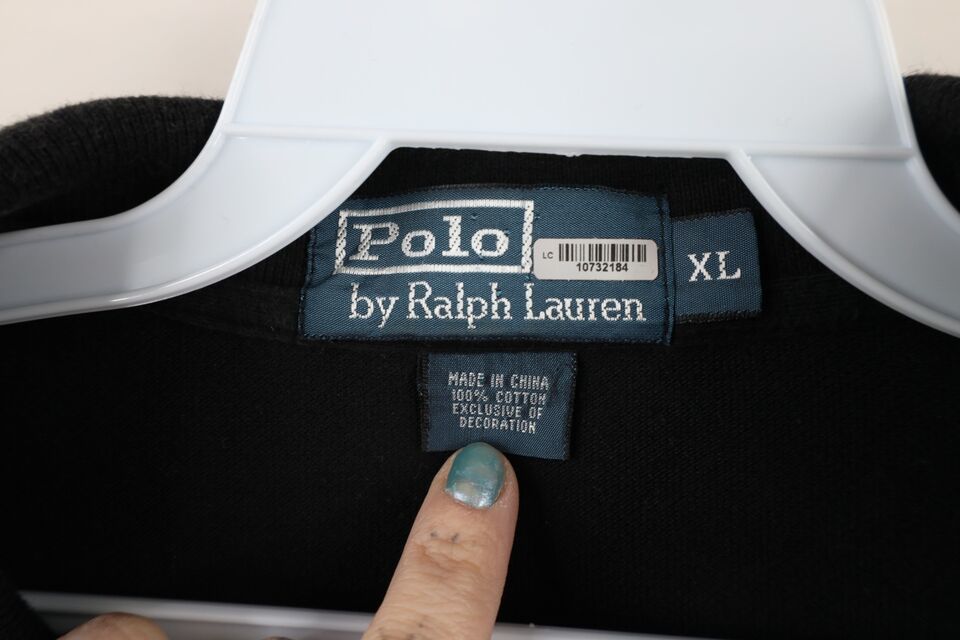 Polo
LC
10732184
by Ralph Lauren
XL
MADE IN CHINA
100% COTTON
EXCLUSIVE OF
DECORATION